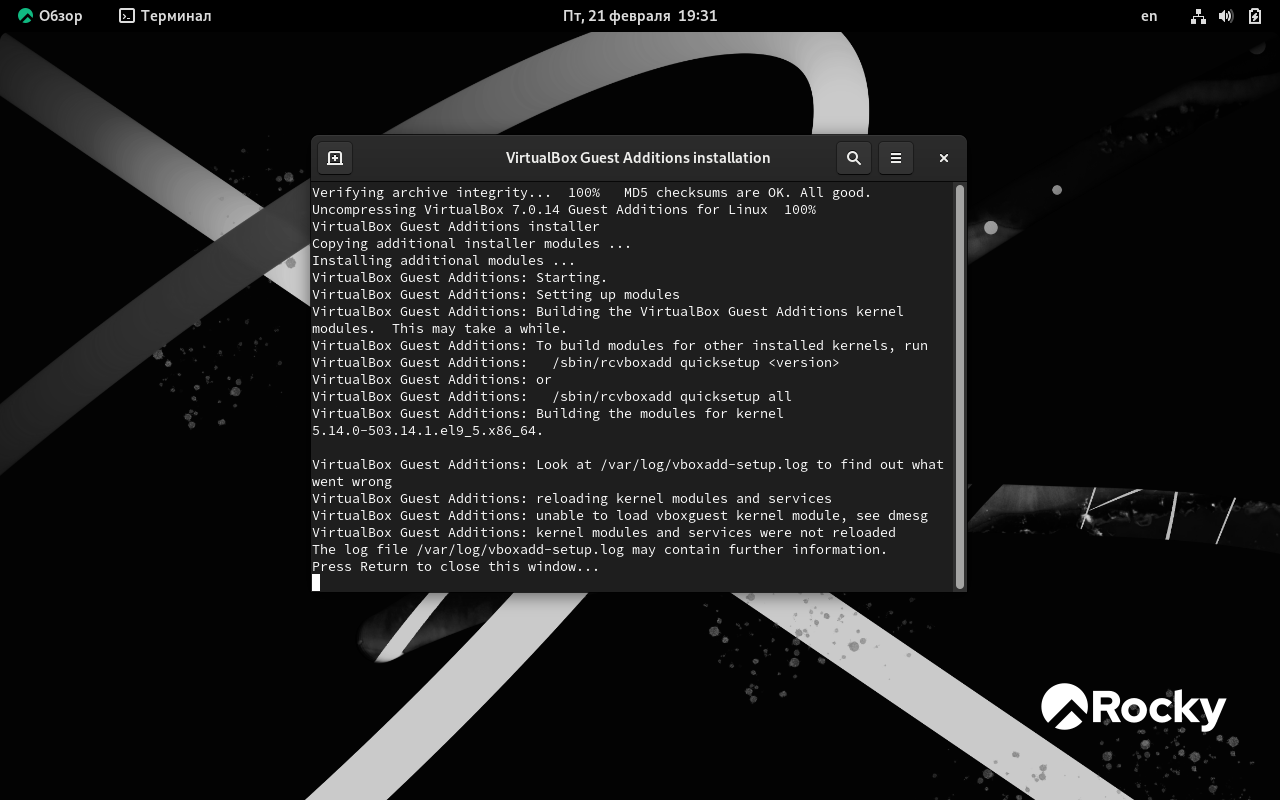 Обзор Терминал Пт, 21 февраля 19:31 en
VirtualBox Guest Additions installation
Verifying archive integrity...  100%   MD5 checksums are OK. All good.
Uncompressing VirtualBox 7.0.14 Guest Additions for Linux  100%
VirtualBox Guest Additions installer
Copying additional installer modules ...
Installing additional modules ...
VirtualBox Guest Additions: Starting.
VirtualBox Guest Additions: Setting up modules
VirtualBox Guest Additions: Building the VirtualBox Guest Additions kernel
modules.  This may take a while.
VirtualBox Guest Additions: To build modules for other installed kernels, run
VirtualBox Guest Additions:   /sbin/rcvboxadd quicksetup <version>
VirtualBox Guest Additions: or
VirtualBox Guest Additions:   /sbin/rcvboxadd quicksetup all
VirtualBox Guest Additions: Building the modules for kernel
5.14.0-503.14.1.el9_5.x86_64.
VirtualBox Guest Additions: Look at /var/log/vboxadd-setup.log to find out what
went wrong
VirtualBox Guest Additions: reloading kernel modules and services
VirtualBox Guest Additions: unable to load vboxguest kernel module, see dmesg
VirtualBox Guest Additions: kernel modules and services were not reloaded
The log file /var/log/vboxadd-setup.log may contain further information.
Press Return to close this window...
Rocky